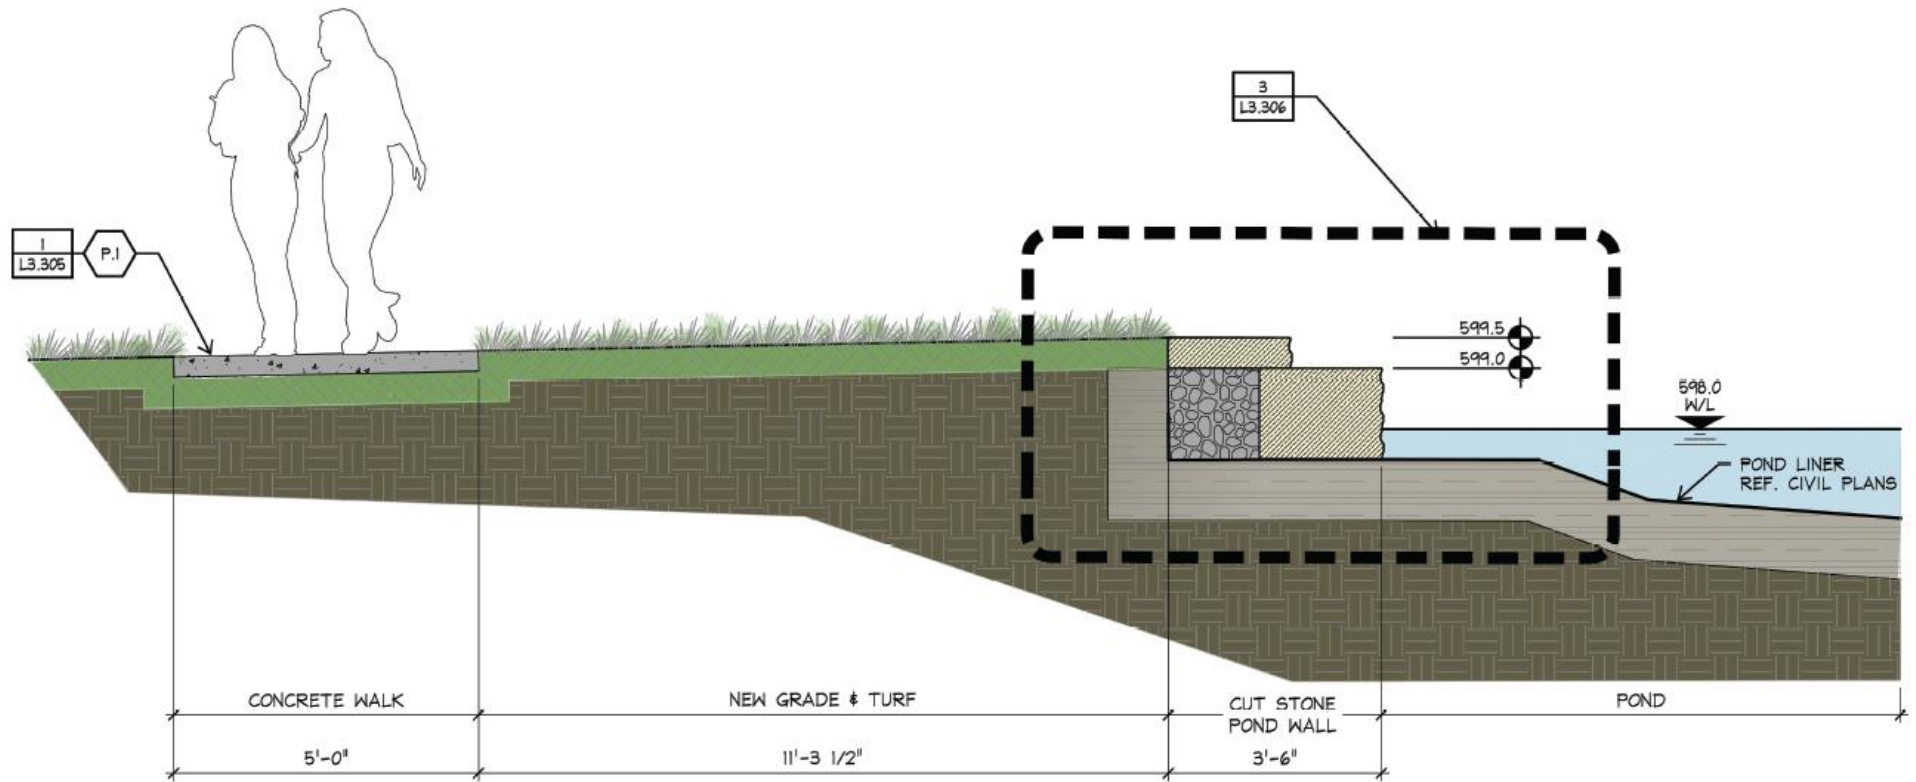 3
L3.306
1
L3.305
P.1
599.5
599.0
598.0
W/L
POND LINER
REF. CIVIL PLANS
CONCRETE WALK
NEW GRADE & TURF
CUT STONE
POND WALL
POND
5'-0"
11'-3 1/2"
3'-6"